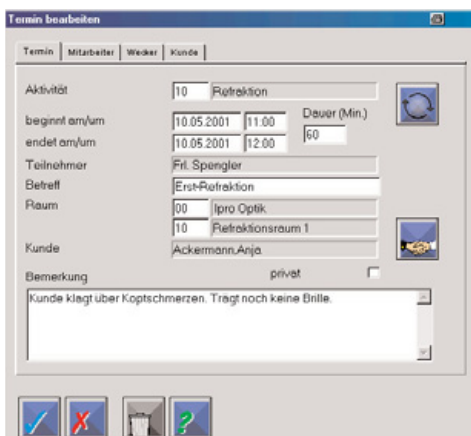 Termin bearbeiten
Termin Mitarbeiter Wecker Kunde
Aktivität 10 Refraktion
beginnt am/um 10.05.2001 11:00 Dauer (Min.)
endet am/um 10.05.2001 12:00 60
Teilnehmer Frl. Spengler
Betreff Erst-Refraktion
Raum 00 Ipro Optik
10 Refraktionsraum 1
Kunde Ackermann,Anja
Bemerkung privat
Kunde klagt über Koptschmerzen. Trägt noch keine Brille.
?